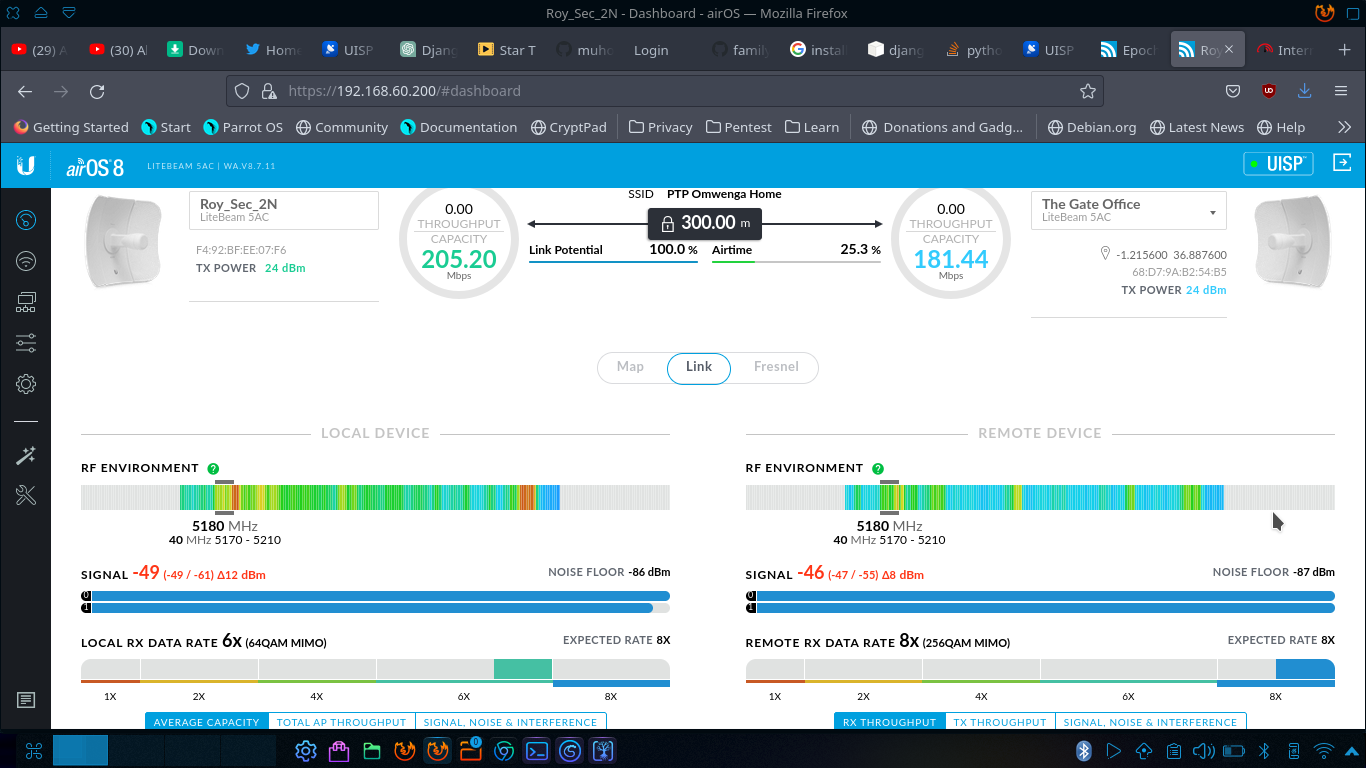 Roy_Sec_2N - Dashboard - airOS — Mozilla Firefox
(29) A
(30) Al
Down
Home
UISP
Djang
Star T
muho
Login
family
install
djang
pytho
UISP
Epoch
Roy
Intern
https://192.168.60.200/#dashboard
Getting Started
Start
Parrot OS
Community
Documentation
CryptPad
Privacy
Pentest
Learn
Donations and Gadg...
Debian.org
Latest News
Help
U airOS 8 LITEBEAM 5AC | WA.V8.7.11 UISP
Roy_Sec_2N
LiteBeam 5AC
F4:92:BF:EE:07:F6
TX POWER 24 dBm
0.00
THROUGHPUT
CAPACITY
205.20
Mbps
SSID PTP Omwenga Home
300.00 m
Link Potential 100.0 % Airtime 25.3 %
0.00
THROUGHPUT
CAPACITY
181.44
Mbps
The Gate Office
LiteBeam 5AC
-1.215600 36.887600
68:D7:9A:B2:54:B5
TX POWER 24 dBm
Map Link Fresnel
LOCAL DEVICE
RF ENVIRONMENT ?
5180 MHz
40 MHz 5170 - 5210
SIGNAL -49 (-49 / -61) Δ12 dBm NOISE FLOOR -86 dBm
0
1
LOCAL RX DATA RATE 6x (64QAM MIMO) EXPECTED RATE 8X
1X 2X 4X 6X 8X
AVERAGE CAPACITY TOTAL AP THROUGHPUT SIGNAL, NOISE & INTERFERENCE
REMOTE DEVICE
RF ENVIRONMENT ?
5180 MHz
40 MHz 5170 - 5210
SIGNAL -46 (-47 / -55) Δ8 dBm NOISE FLOOR -87 dBm
0
1
REMOTE RX DATA RATE 8x (256QAM MIMO) EXPECTED RATE 8X
1X 2X 4X 6X 8X
RX THROUGHPUT TX THROUGHPUT SIGNAL, NOISE & INTERFERENCE